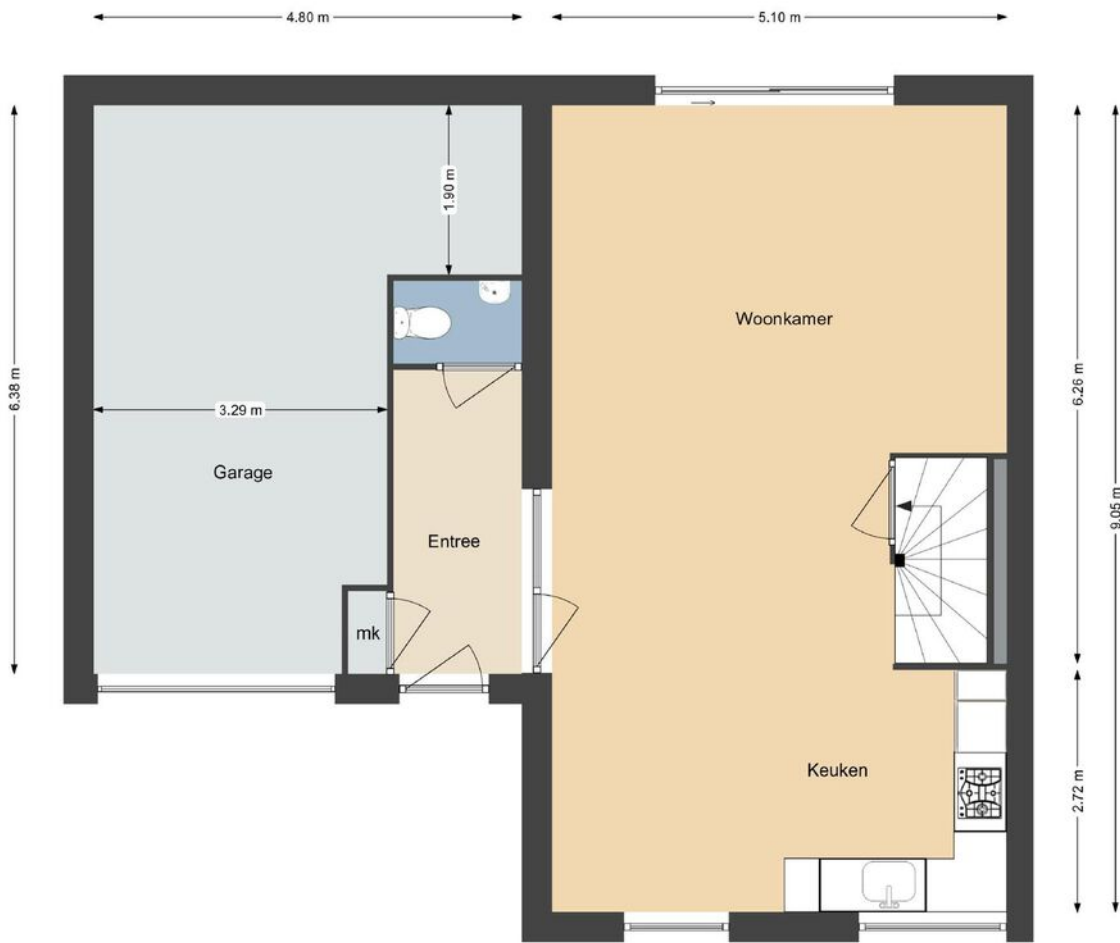 4.80 m
5.10 m
1.90 m
Woonkamer
6.38 m
6.26 m
3.29 m
Garage
9.05 m
Entree
mk
Keuken
2.72 m